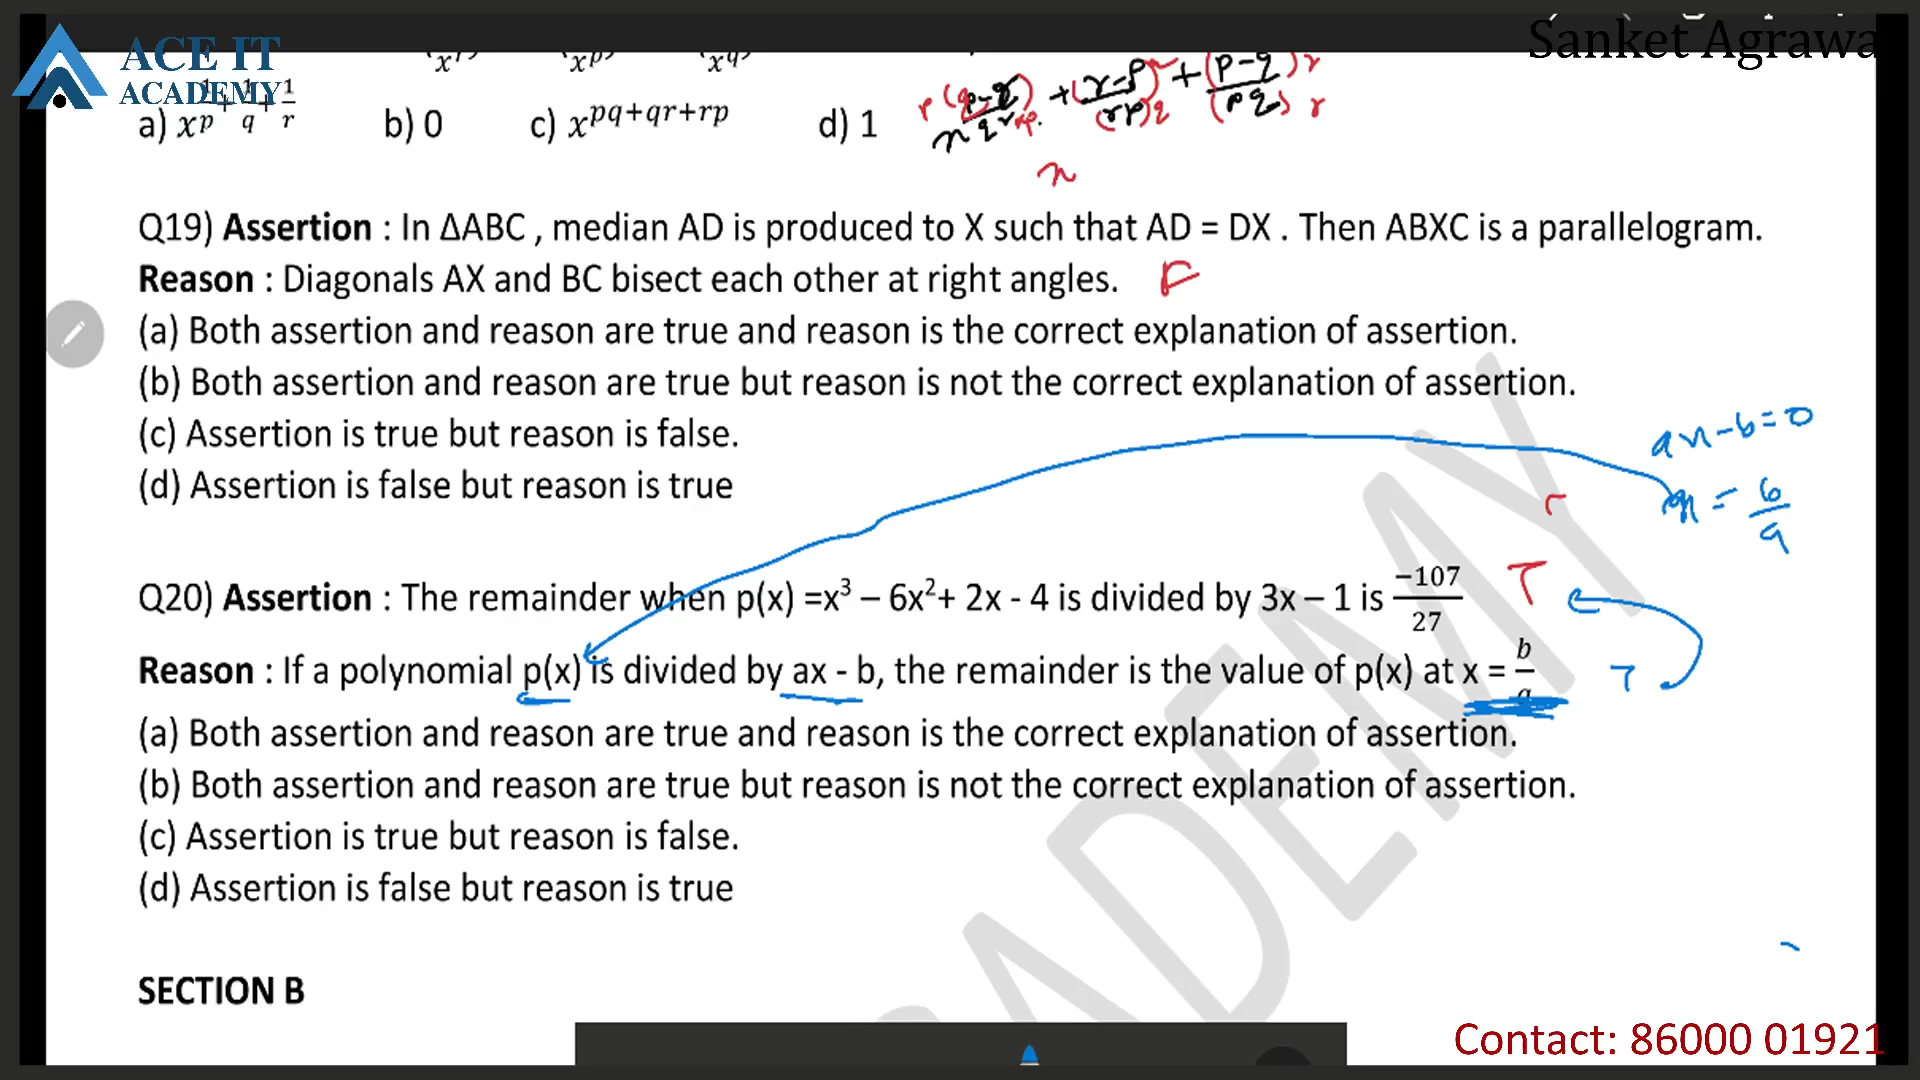 Sanket Agrawa
ACE IT
ACADEMY
a) x^{1/p + 1/q + 1/r} b) 0 c) x^{pq+qr+rp} d) 1
x
Q19) Assertion : In ΔABC , median AD is produced to X such that AD = DX . Then ABXC is a parallelogram.
Reason : Diagonals AX and BC bisect each other at right angles. F
(a) Both assertion and reason are true and reason is the correct explanation of assertion.
(b) Both assertion and reason are true but reason is not the correct explanation of assertion.
(c) Assertion is true but reason is false.
(d) Assertion is false but reason is true
ax-b=0
x = b/a
Q20) Assertion : The remainder when p(x) =x³ – 6x²+ 2x - 4 is divided by 3x – 1 is −107/27 T
Reason : If a polynomial p(x) is divided by ax - b, the remainder is the value of p(x) at x = b/a T
(a) Both assertion and reason are true and reason is the correct explanation of assertion.
(b) Both assertion and reason are true but reason is not the correct explanation of assertion.
(c) Assertion is true but reason is false.
(d) Assertion is false but reason is true
SECTION B
Contact: 86000 01921